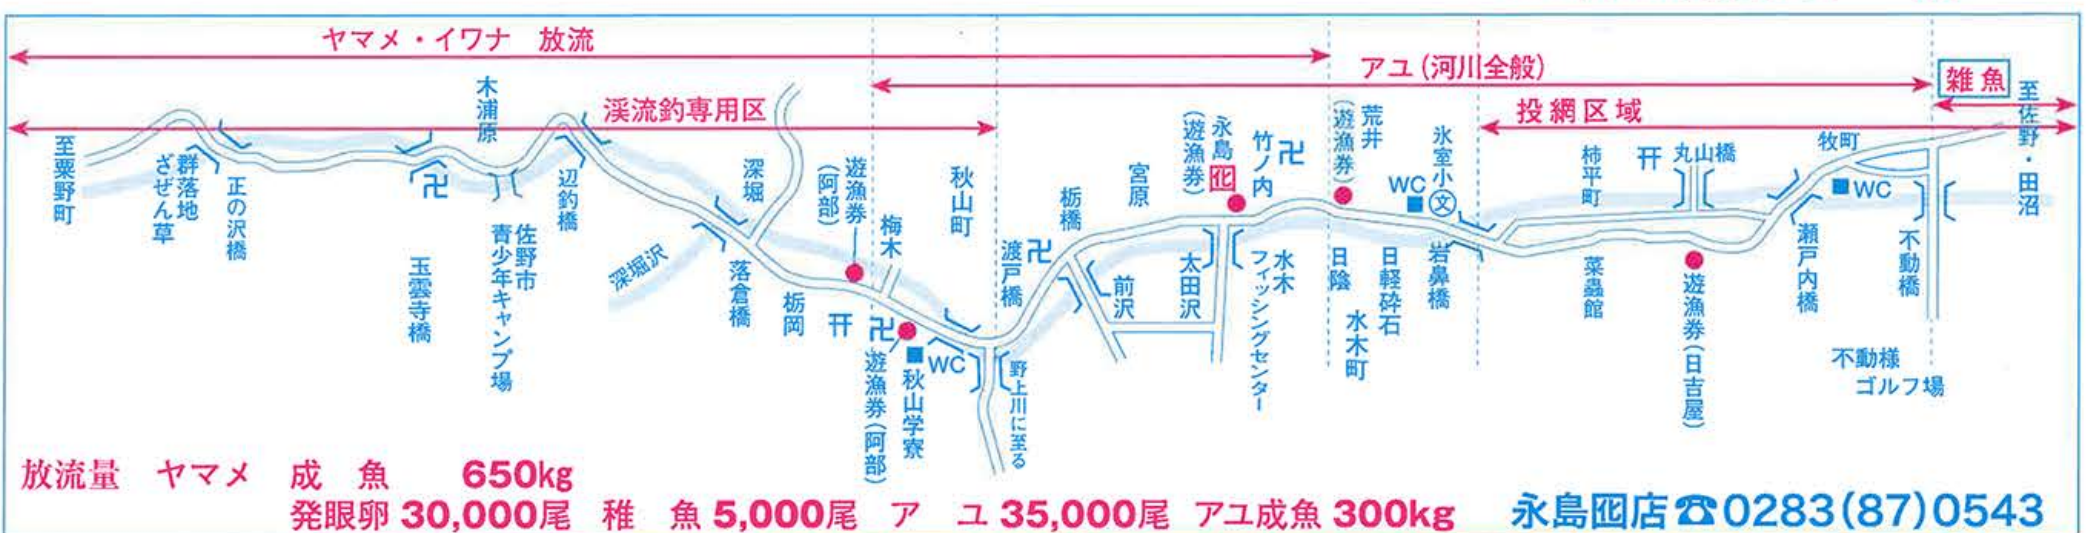 ヤマメ・イワナ 放流
アユ(河川全般)
雑魚
渓流釣専用区
投網区域
至粟野町
群落地
ざぜん草
正の沢橋
木浦原
玉雲寺橋
佐野市
青少年キャンプ場
辺釣橋
深堀沢
深堀
落倉橋
栃岡
遊漁券
(阿部)
梅木
遊漁券(阿部)
秋山学寮
WC
秋山町
渡戸橋
野上川に至る
栃橋
前沢
宮原
太田沢
永島
(遊漁券)
竹ノ内
水木
フィッシングセンター
荒井
(遊漁券)
日陰
水木町
日軽砕石
WC
氷室小
文
岩鼻橋
柿平町
菜蟲館
丸山橋
遊漁券(日吉屋)
牧町
WC
瀬戸内橋
不動橋
不動様
ゴルフ場
至佐野・田沼
放流量 ヤマメ 成魚 650kg
発眼卵 30,000尾 稚魚 5,000尾 アユ 35,000尾 アユ成魚 300kg
永島囮店☎0283(87)0543